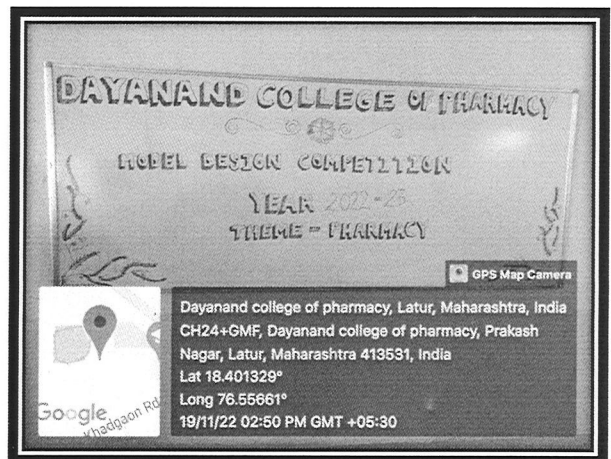 DAYANAND COLLEGE OF PHARMACY
MODEL DESIGN COMPETITION
YEAR 2022-23
THEME - PHARMACY
GPS Map Camera
Dayanand college of pharmacy, Latur, Maharashtra, India
CH24+GMF, Dayanand college of pharmacy, Prakash
Nagar, Latur, Maharashtra 413531, India
Lat 18.401329°
Long 76.55661°
19/11/22 02:50 PM GMT +05:30
Google
Khadgaon Rd